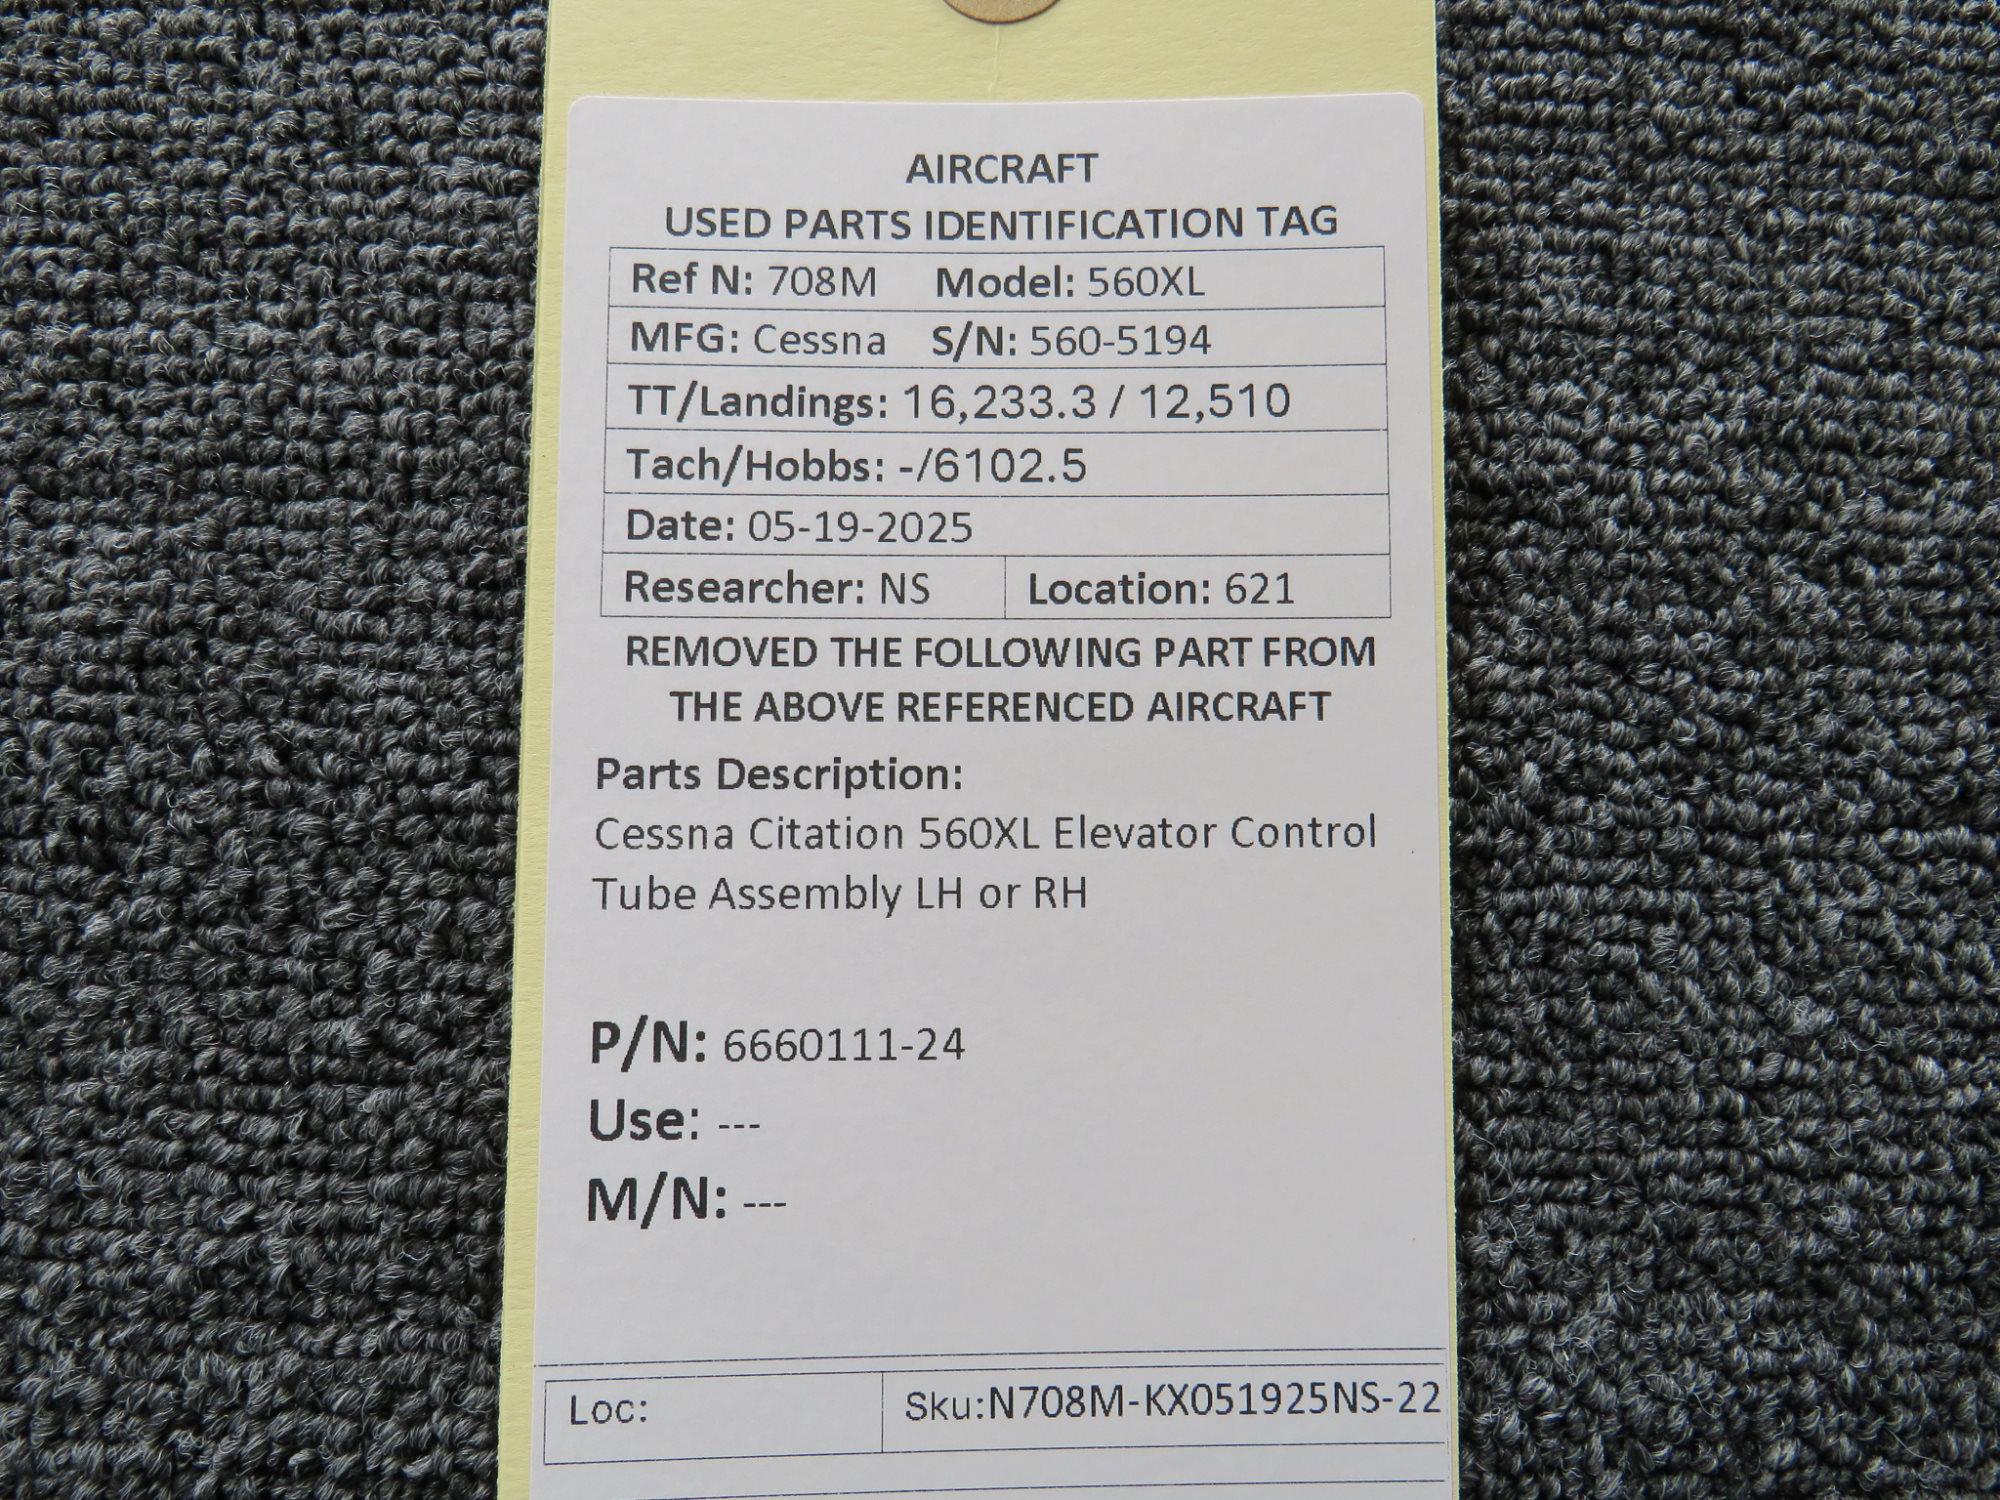 AIRCRAFT
USED PARTS IDENTIFICATION TAG
Ref N: 708M Model: 560XL
MFG: Cessna S/N: 560-5194
TT/Landings: 16,233.3 / 12,510
Tach/Hobbs: -/6102.5
Date: 05-19-2025
Researcher: NS Location: 621
REMOVED THE FOLLOWING PART FROM
THE ABOVE REFERENCED AIRCRAFT
Parts Description:
Cessna Citation 560XL Elevator Control
Tube Assembly LH or RH
P/N: 6660111-24
Use: ---
M/N: ---
Loc: Sku:N708M-KX051925NS-22